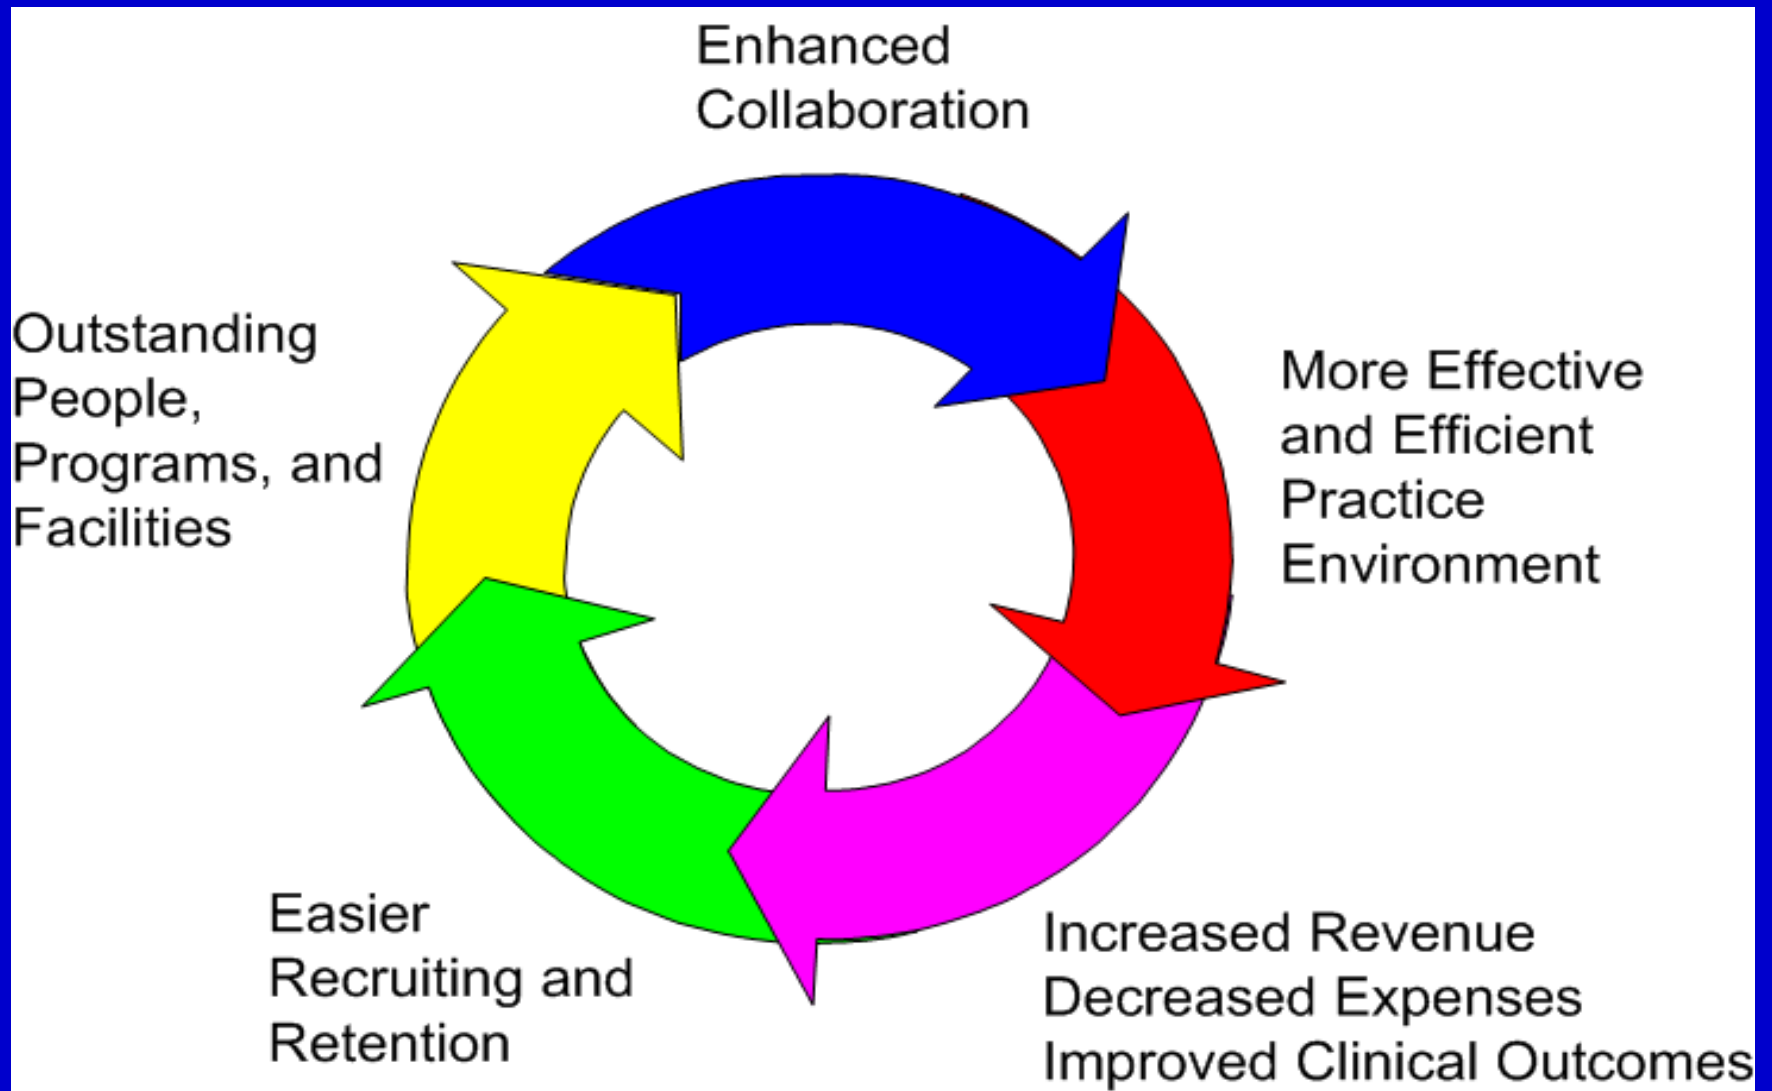 Enhanced
Collaboration
More Effective
and Efficient
Practice
Environment
Increased Revenue
Decreased Expenses
Improved Clinical Outcomes
Easier
Recruiting and
Retention
Outstanding
People,
Programs, and
Facilities